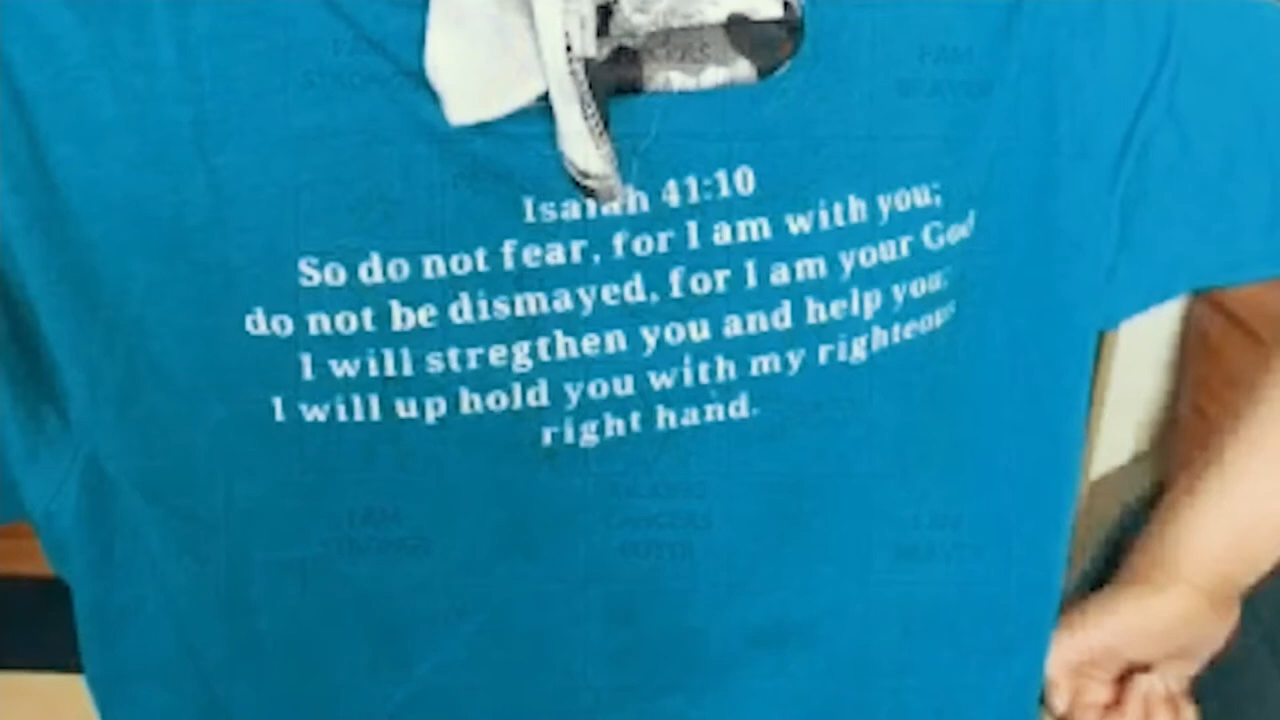 Isaiah 41:10
So do not fear, for I am with you;
do not be dismayed, for I am your God
I will stregthen you and help you;
I will up hold you with my righteous
right hand.